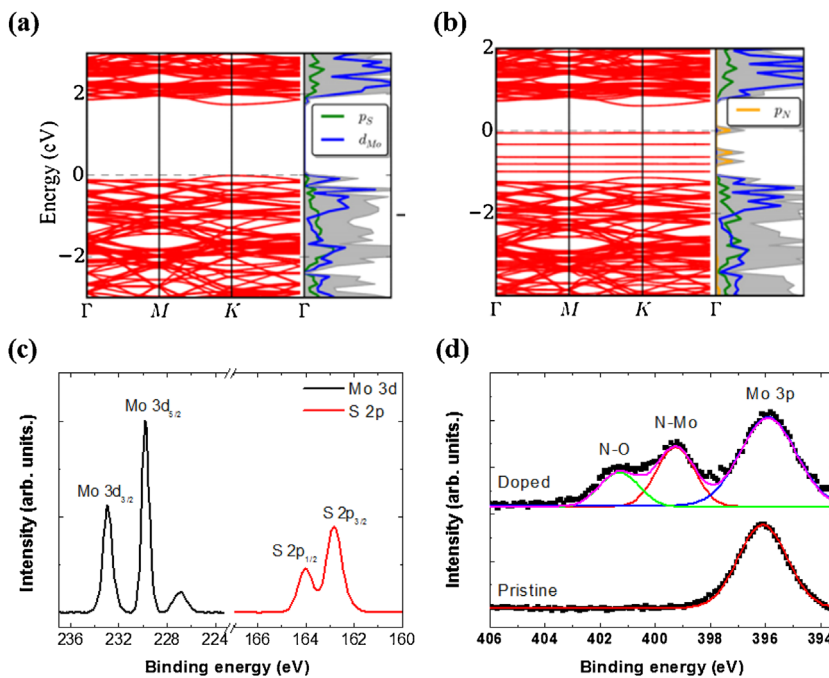 (a)
(b)
Energy (eV)
2
0
−2
Γ
M
K
Γ
p_S
d_Mo
2
0
−2
Γ
M
K
Γ
p_N
(c)
(d)
Intensity (arb. units.)
Mo 3d_5/2
Mo 3d_3/2
Mo 3d
S 2p
S 2p_3/2
S 2p_1/2
236
232
228
224
166
164
162
160
Binding energy (eV)
Intensity (arb. units.)
Mo 3p
N-Mo
N-O
Doped
Pristine
406
404
402
400
398
396
394
Binding energy (eV)